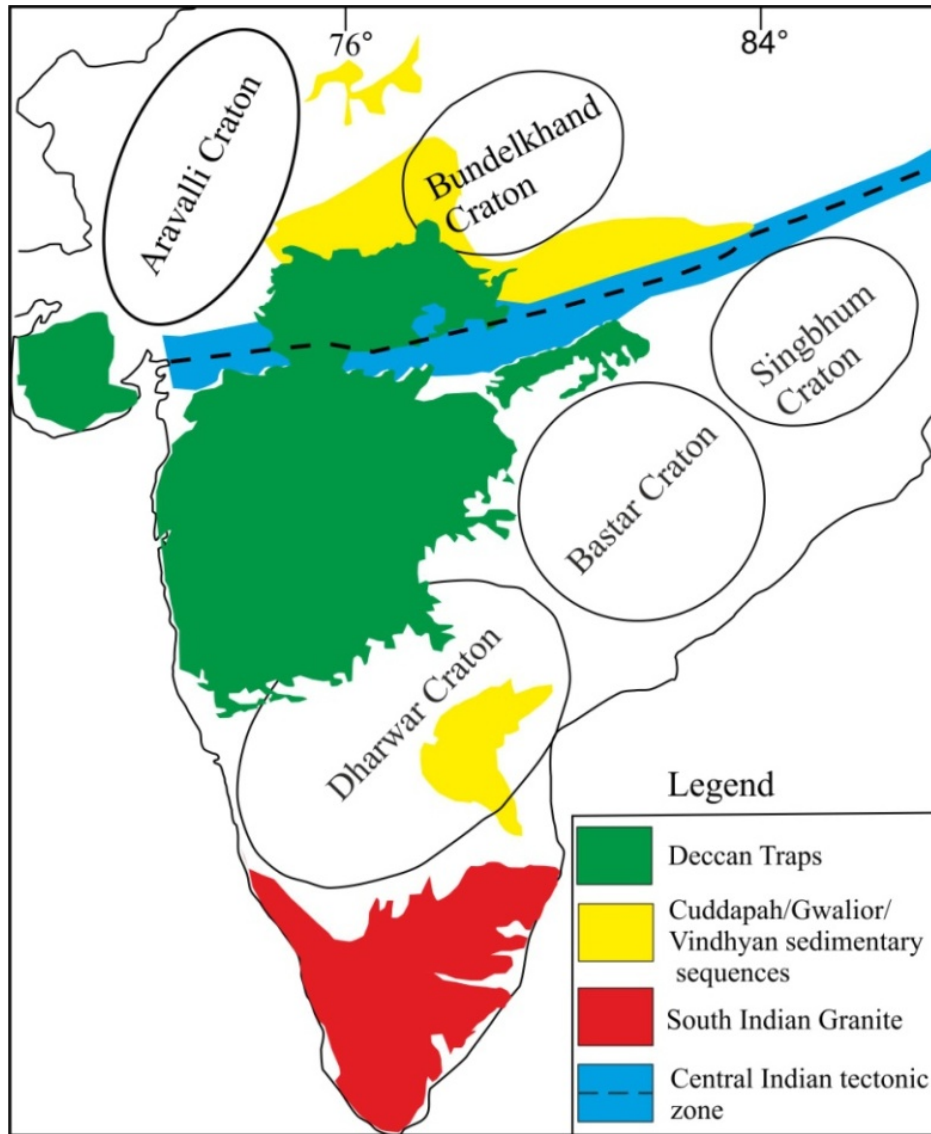 76°
84°
Aravalli Craton
Bundelkhand
Craton
Singbhum
Craton
Bastar Craton
Dharwar Craton
Legend
Deccan Traps
Cuddapah/Gwalior/
Vindhyan sedimentary
sequences
South Indian Granite
Central Indian tectonic
zone